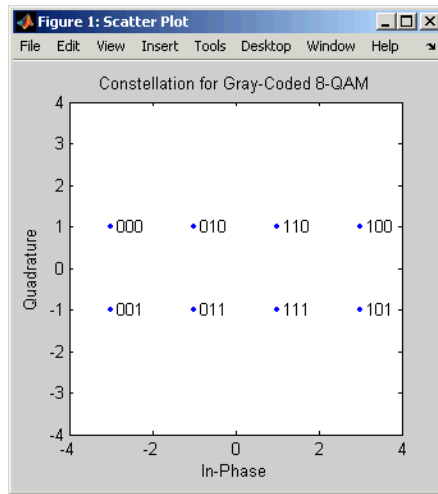 Figure 1: Scatter Plot
File Edit View Insert Tools Desktop Window Help
Constellation for Gray-Coded 8-QAM
4
3
2
1
0
-1
-2
-3
-4
Quadrature
000 010 110 100
001 011 111 101
-4 -2 0 2 4
In-Phase